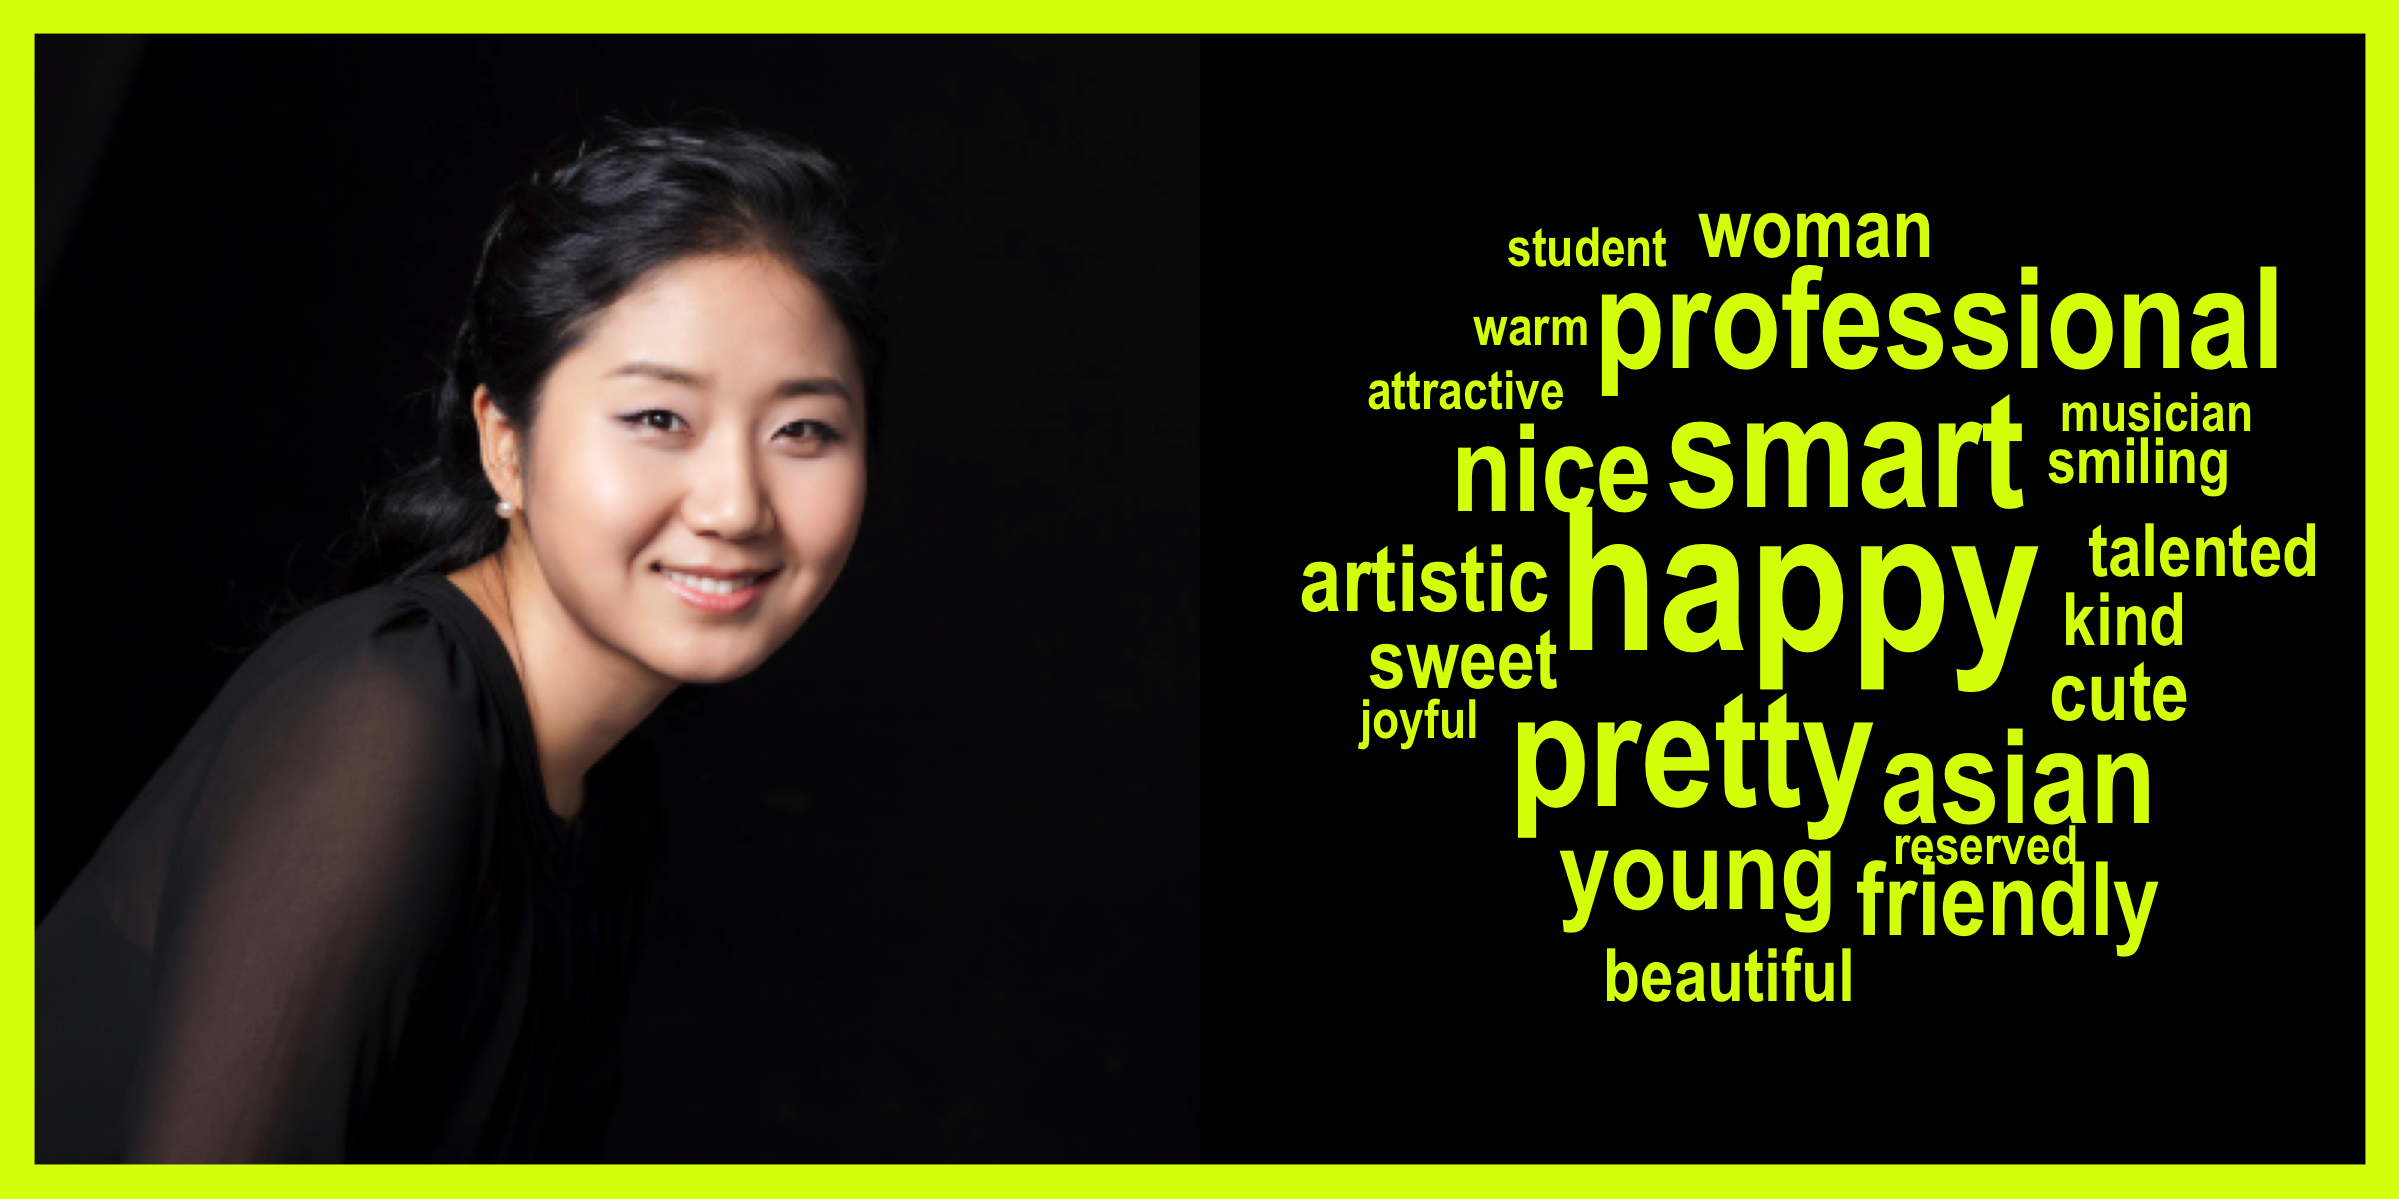 student woman
warm professional
attractive
musician
nice smart smiling
happy
artistic talented
kind
sweet cute
joyful pretty asian
reserved
young friendly
beautiful